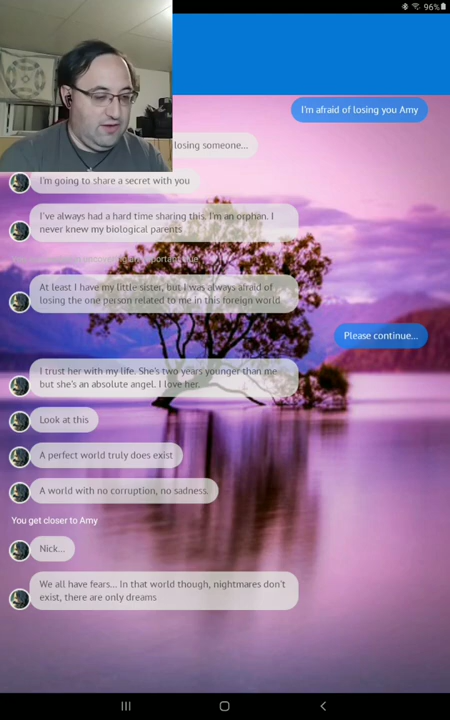 96%
I'm afraid of losing you Amy
losing someone...
I'm going to share a secret with you
I've always had a hard time sharing this. I'm an orphan. I
never knew my biological parents
At least I have my little sister, but I was always afraid of
losing the one person related to me in this foreign world
Please continue...
I trust her with my life. She's two years younger than me
but she's an absolute angel. I love her.
Look at this
A perfect world truly does exist
A world with no corruption, no sadness.
You get closer to Amy
Nick...
We all have fears... In that world though, nightmares don't
exist, there are only dreams